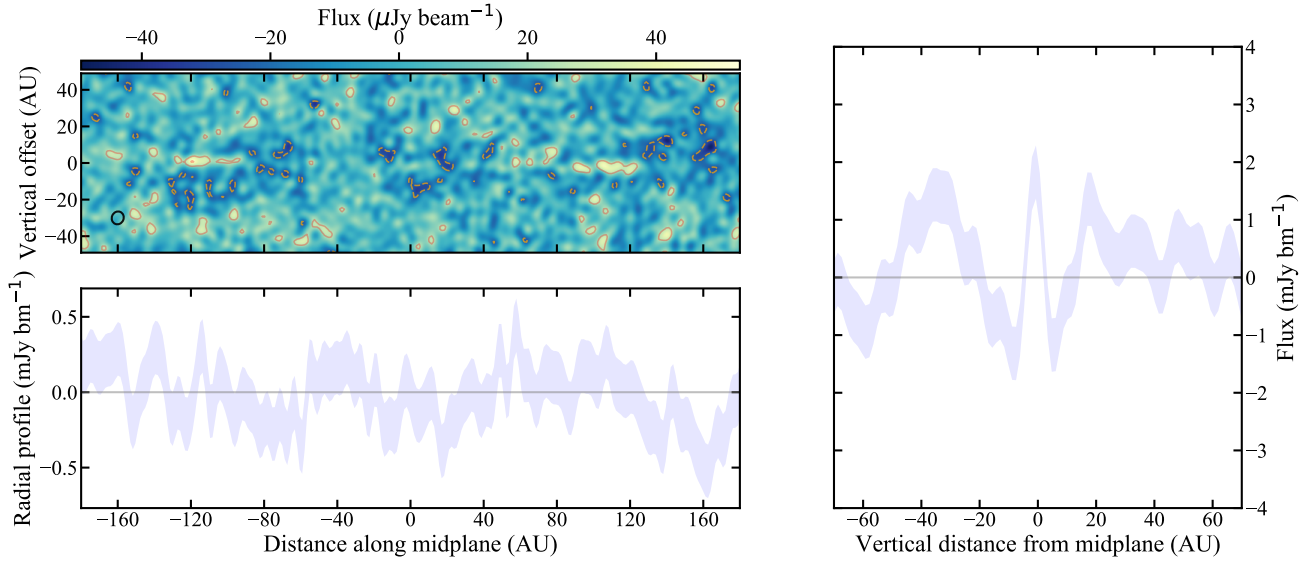 Flux (μJy beam⁻¹)
−40 −20 0 20 40
Vertical offset (AU)
40
20
0
−20
−40
Radial profile (mJy bm⁻¹)
0.5
0.0
−0.5
−160 −120 −80 −40 0 40 80 120 160
Distance along midplane (AU)
4
3
2
1
0
−1
−2
−3
−4
Flux (mJy bm⁻¹)
−60 −40 −20 0 20 40 60
Vertical distance from midplane (AU)